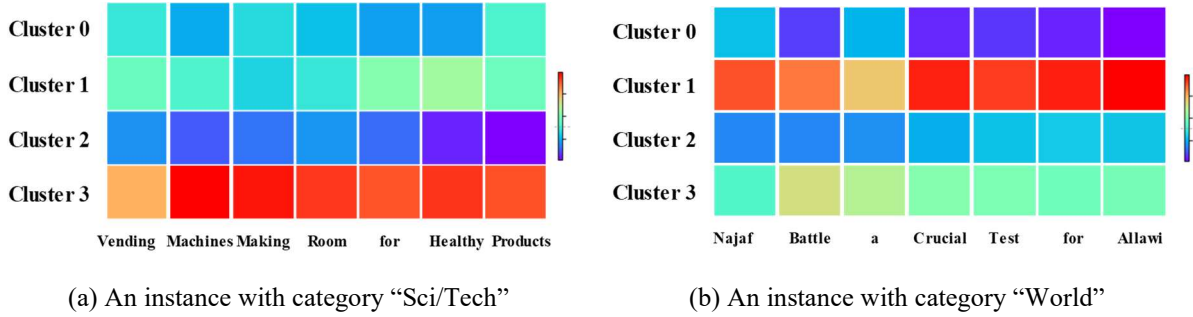 Cluster 0
Cluster 1
Cluster 2
Cluster 3
Vending Machines Making Room for Healthy Products
(a) An instance with category “Sci/Tech”
Cluster 0
Cluster 1
Cluster 2
Cluster 3
Najaf Battle a Crucial Test for Allawi
(b) An instance with category “World”